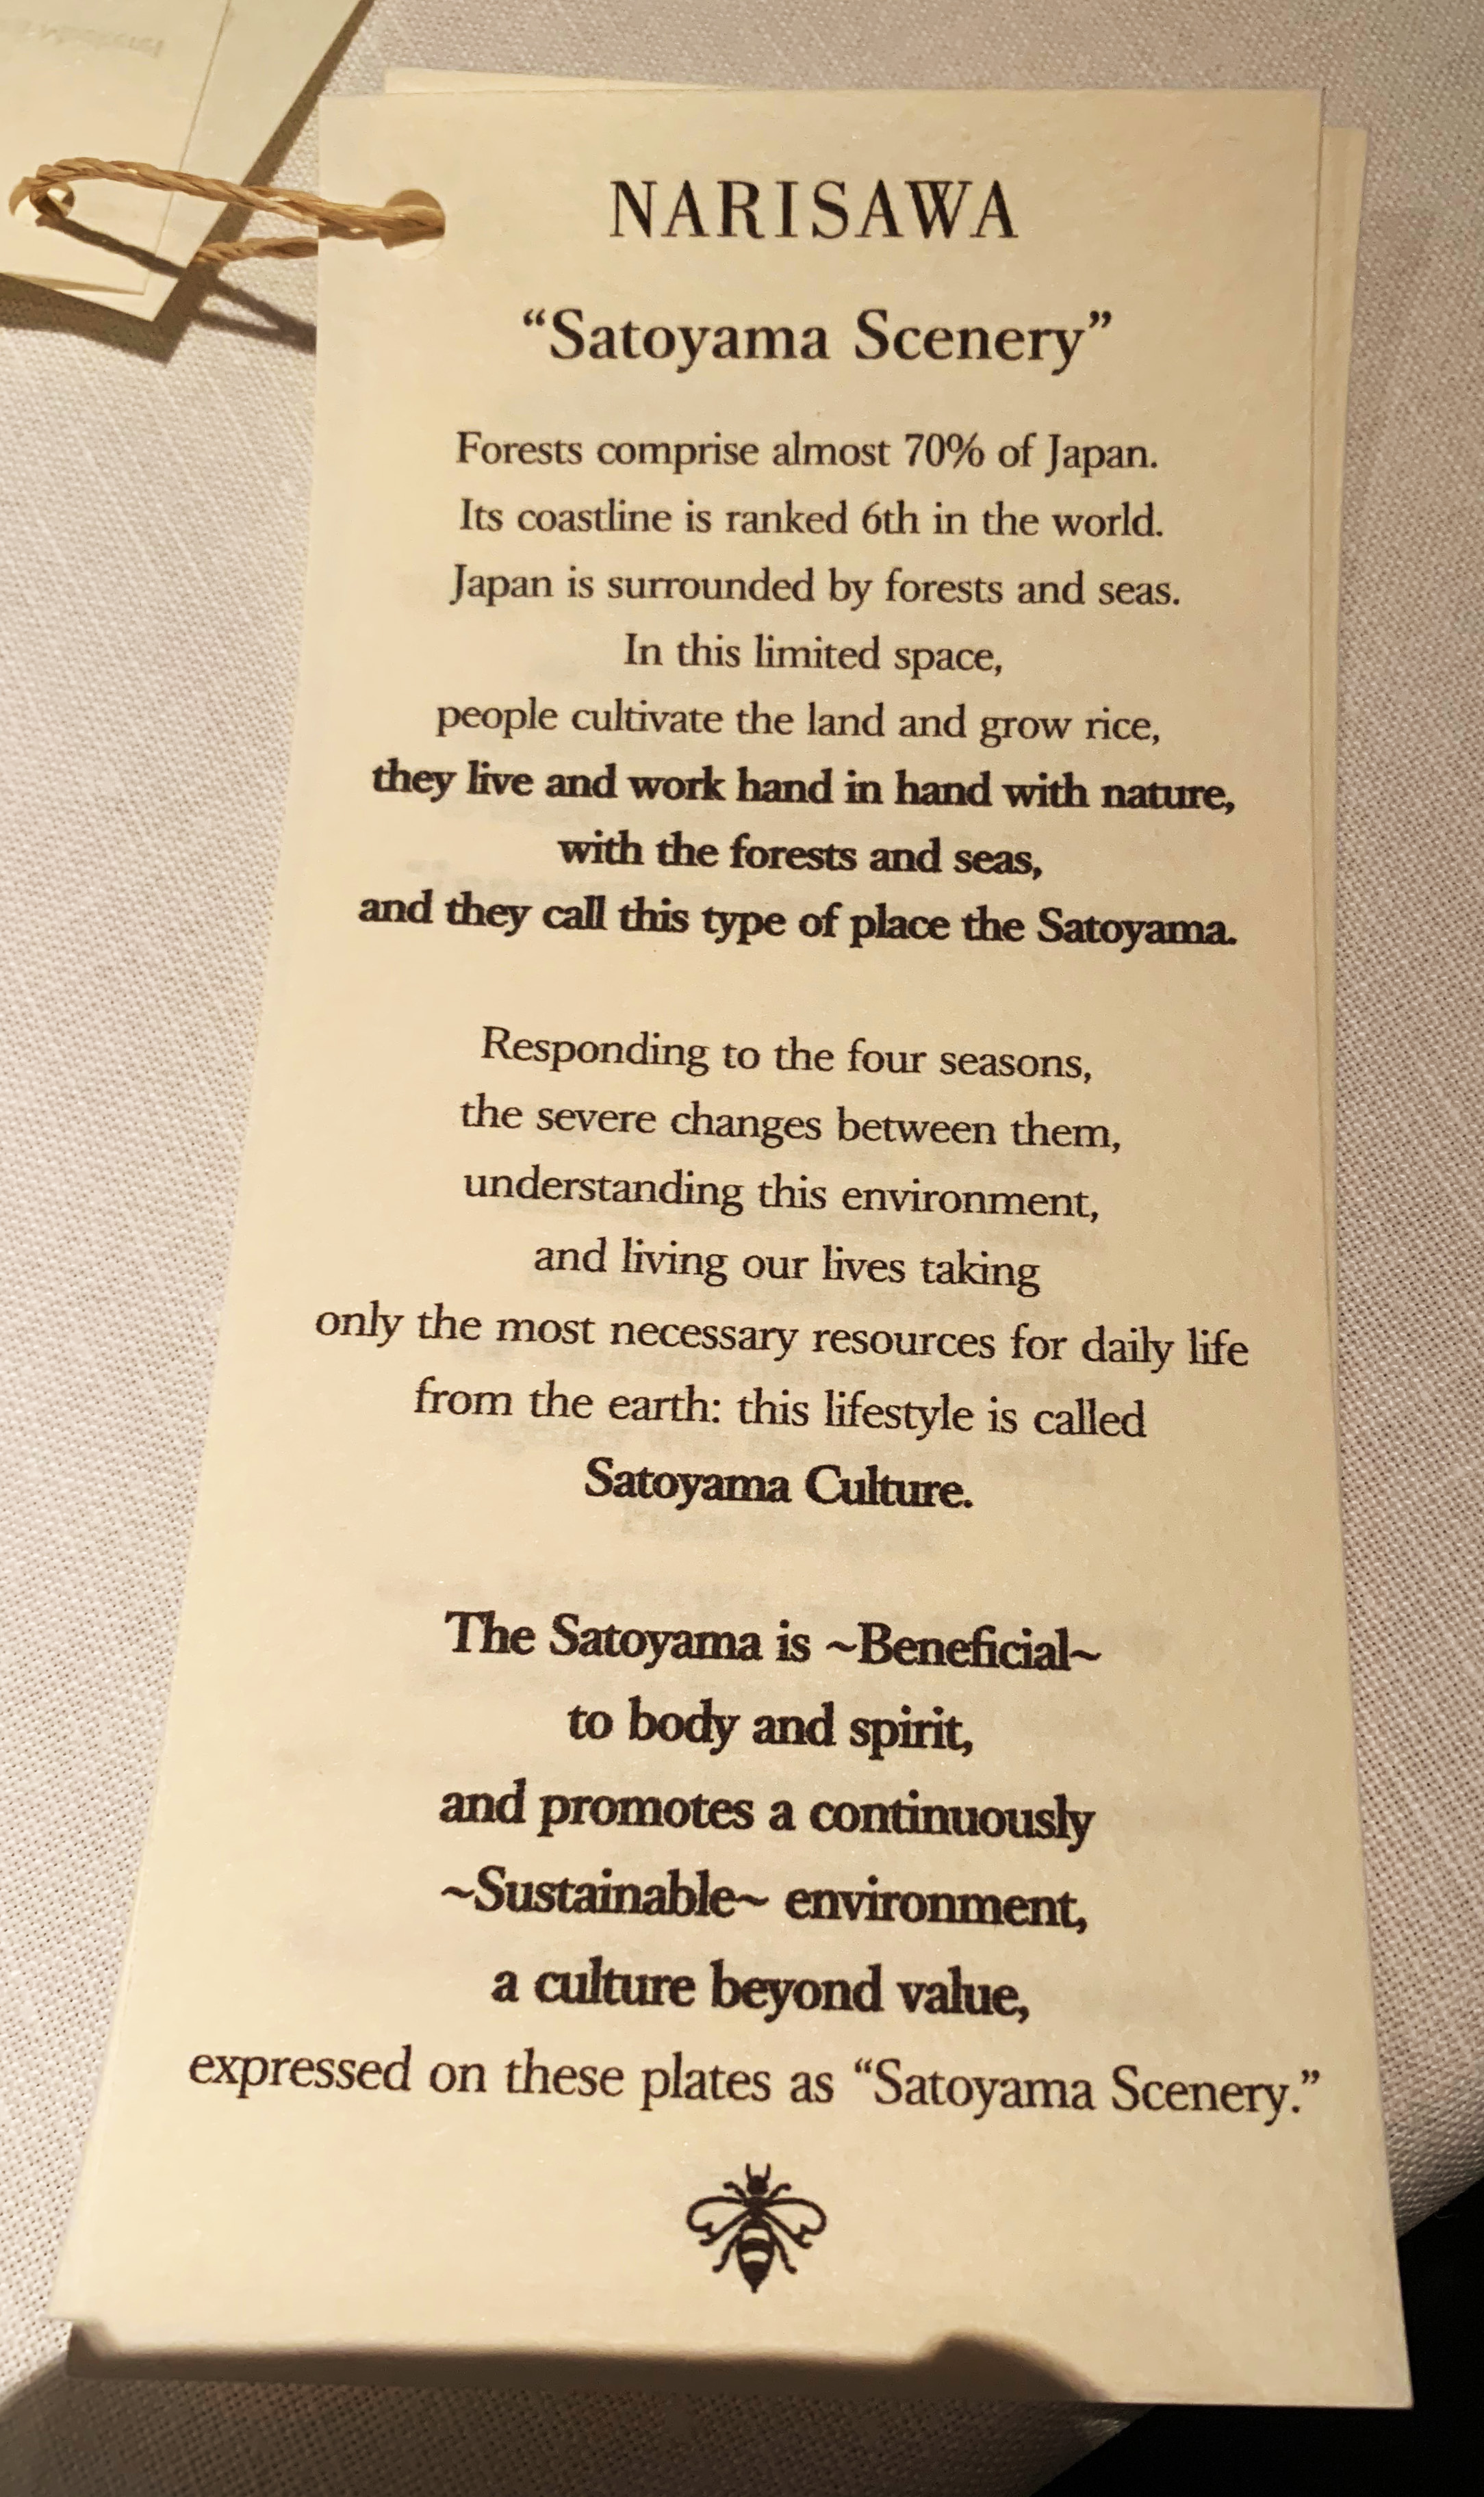 NARISAWA
“Satoyama Scenery”
Forests comprise almost 70% of Japan.
Its coastline is ranked 6th in the world.
Japan is surrounded by forests and seas.
In this limited space,
people cultivate the land and grow rice,
they live and work hand in hand with nature,
with the forests and seas,
and they call this type of place the Satoyama.
Responding to the four seasons,
the severe changes between them,
understanding this environment,
and living our lives taking
only the most necessary resources for daily life
from the earth: this lifestyle is called
Satoyama Culture.
The Satoyama is ~Beneficial~
to body and spirit,
and promotes a continuously
~Sustainable~ environment,
a culture beyond value,
expressed on these plates as “Satoyama Scenery.”